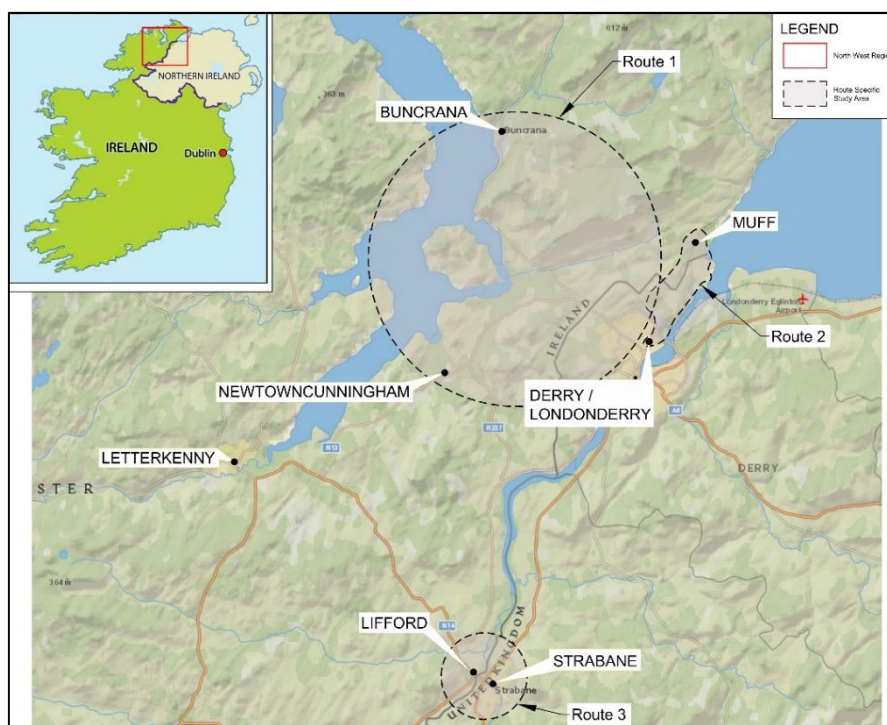 NORTHERN IRELAND
IRELAND
Dublin
LEGEND
North West Regi
Route Specific
Study Area
612 m
Route 1
368 m
BUNCRANA
Buncrana
MUFF
Londonderry Eglinton
Airport
IRELAND
Route 2
NEWTOWNCUNNINGHAM
DERRY /
LONDONDERRY
R237
A6
N13
LETTERKENNY
STER
DERRY
364 m
LIFFORD
N14
UNITED KINGDOM
STRABANE
Strabane
Route 3